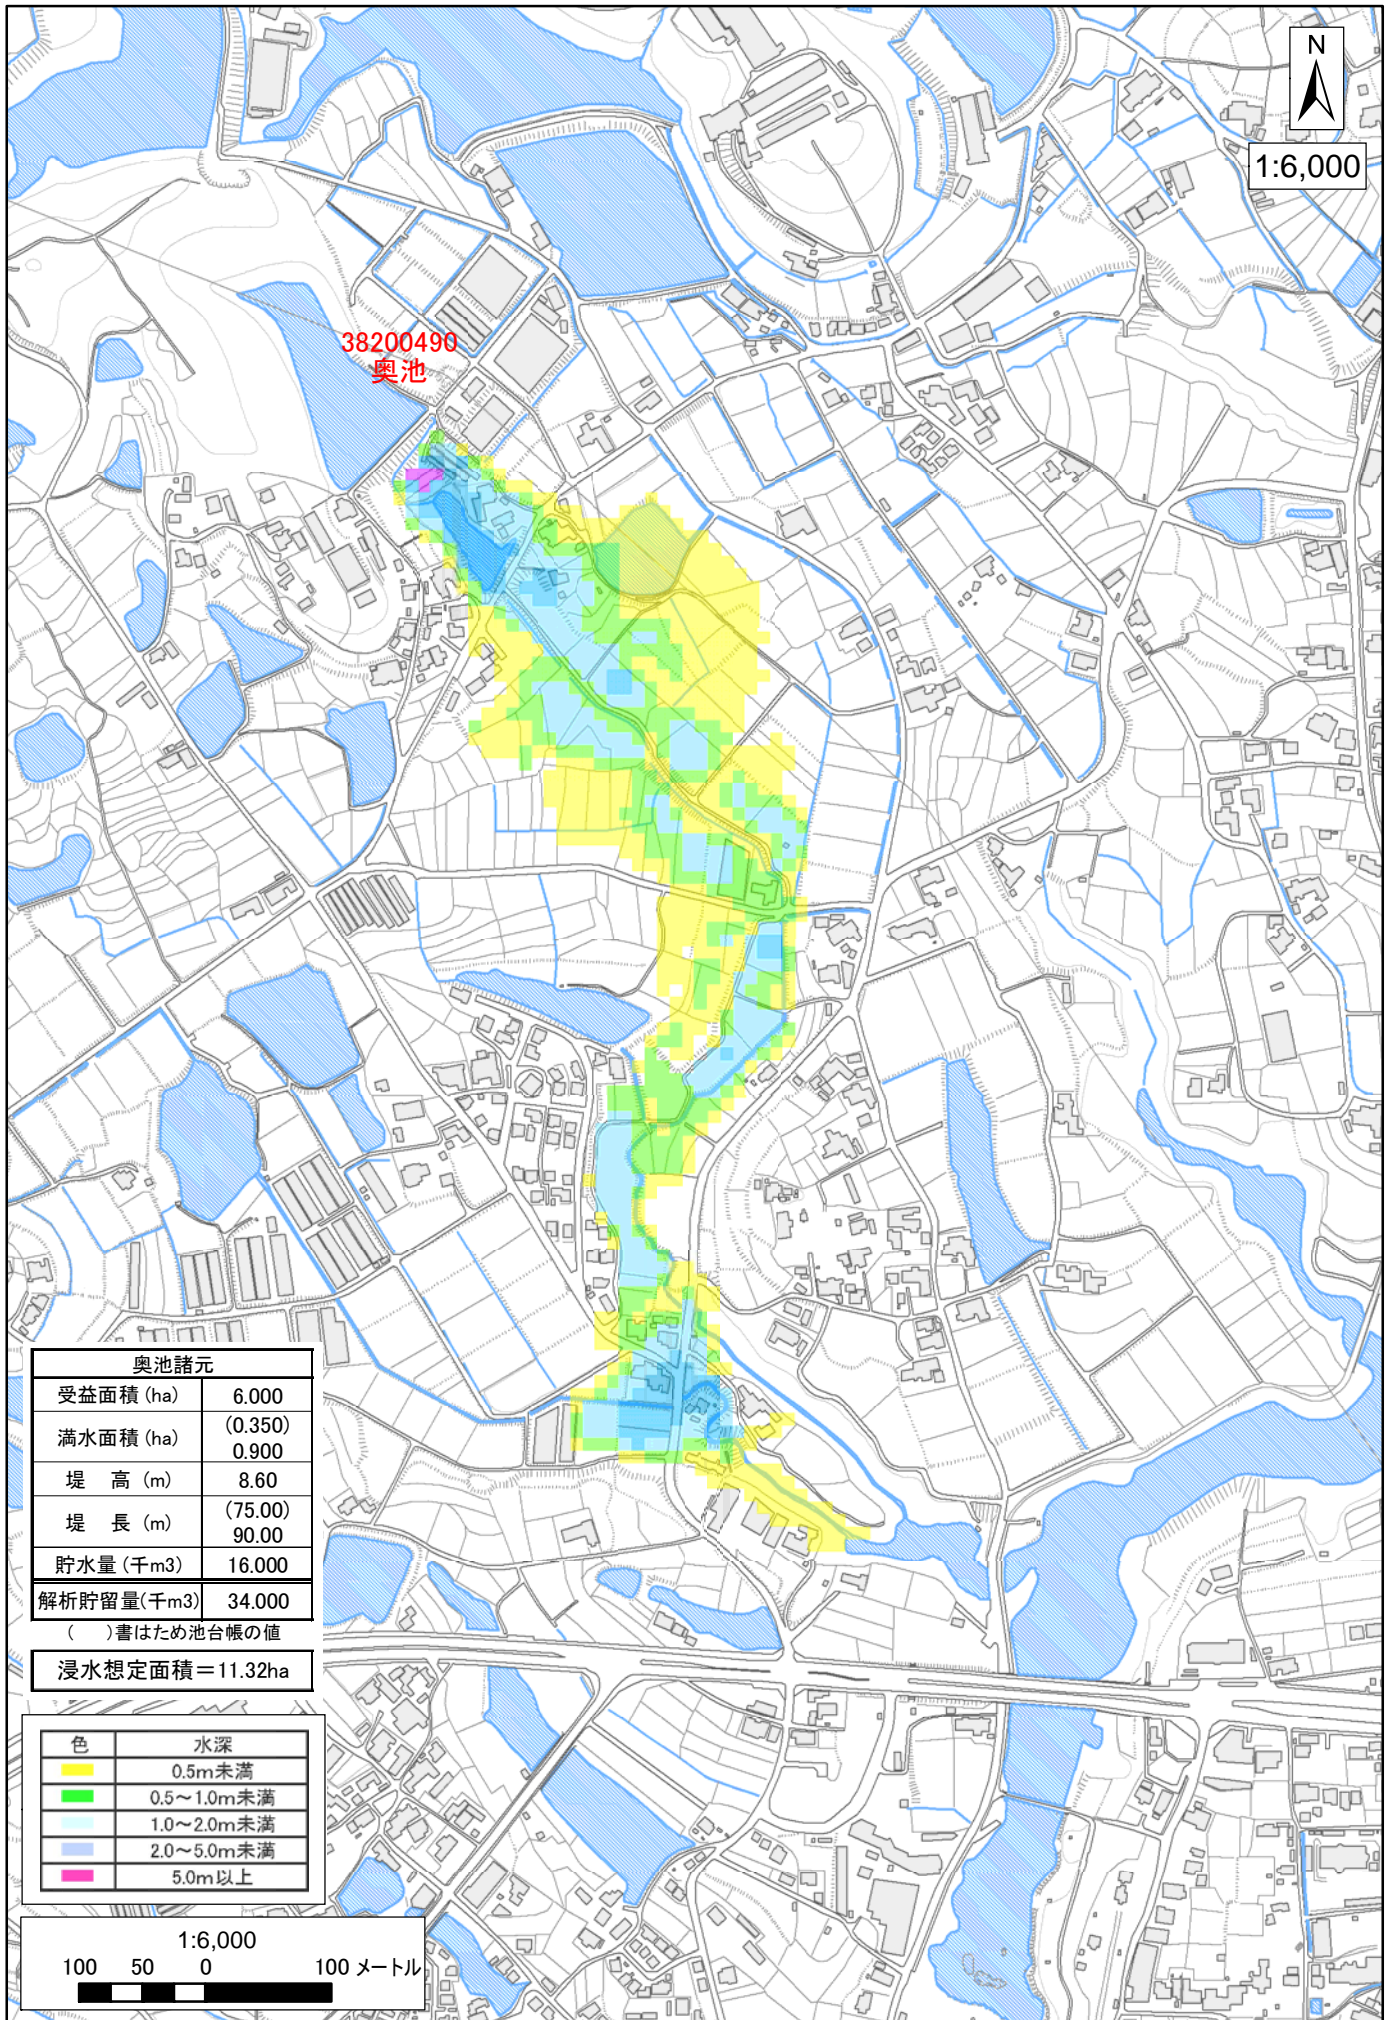 N
1:6,000
38200490
奥池
奥池諸元
受益面積 (ha) 6.000
満水面積 (ha) (0.350) 0.900
堤 高 (m) 8.60
堤 長 (m) (75.00) 90.00
貯水量 (千m3) 16.000
解析貯留量(千m3) 34.000
( )書はため池台帳の値
浸水想定面積=11.32ha
色 水深
0.5m未満
0.5～1.0m未満
1.0～2.0m未満
2.0～5.0m未満
5.0m以上
1:6,000
100 50 0 100 メートル